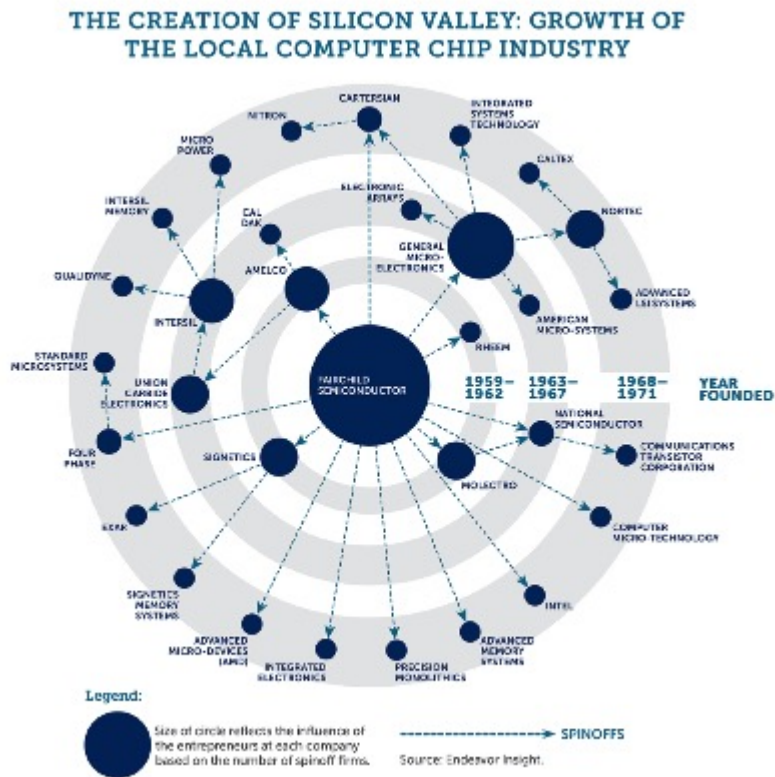 THE CREATION OF SILICON VALLEY: GROWTH OF
THE LOCAL COMPUTER CHIP INDUSTRY
CARTERSIAN
NITRON
INTEGRATED
SYSTEMS
TECHNOLOGY
MICRO
POWER
CALTEX
ELECTRONIC
ARRAYS
INTERSIL
MEMORY
CAL
DAK
NORTEC
GENERAL
MICRO-
ELECTRONICS
AMELCO
QUALIDYNE
ADVANCED
LSI SYSTEMS
INTERSIL
AMERICAN
MICRO-SYSTEMS
RHEEM
STANDARD
MICROSYSTEMS
UNION
CARBIDE
ELECTRONICS
FAIRCHILD
SEMICONDUCTOR
1959–
1962
1963–
1967
1968–
1971
YEAR
FOUNDED
NATIONAL
SEMICONDUCTOR
FOUR
PHASE
SIGNETICS
COMMUNICATIONS
TRANSISTOR
CORPORATION
MOLECTRO
EXAR
COMPUTER
MICRO-TECHNOLOGY
SIGNETICS
MEMORY
SYSTEMS
INTEL
ADVANCED
MICRO-DEVICES
(AMD)
INTEGRATED
ELECTRONICS
PRECISION
MONOLITHICS
ADVANCED
MEMORY
SYSTEMS
Legend:
Size of circle reflects the influence of
the entrepreneurs at each company
based on the number of spinoff firms.
SPINOFFS
Source: Endeavor Insight.